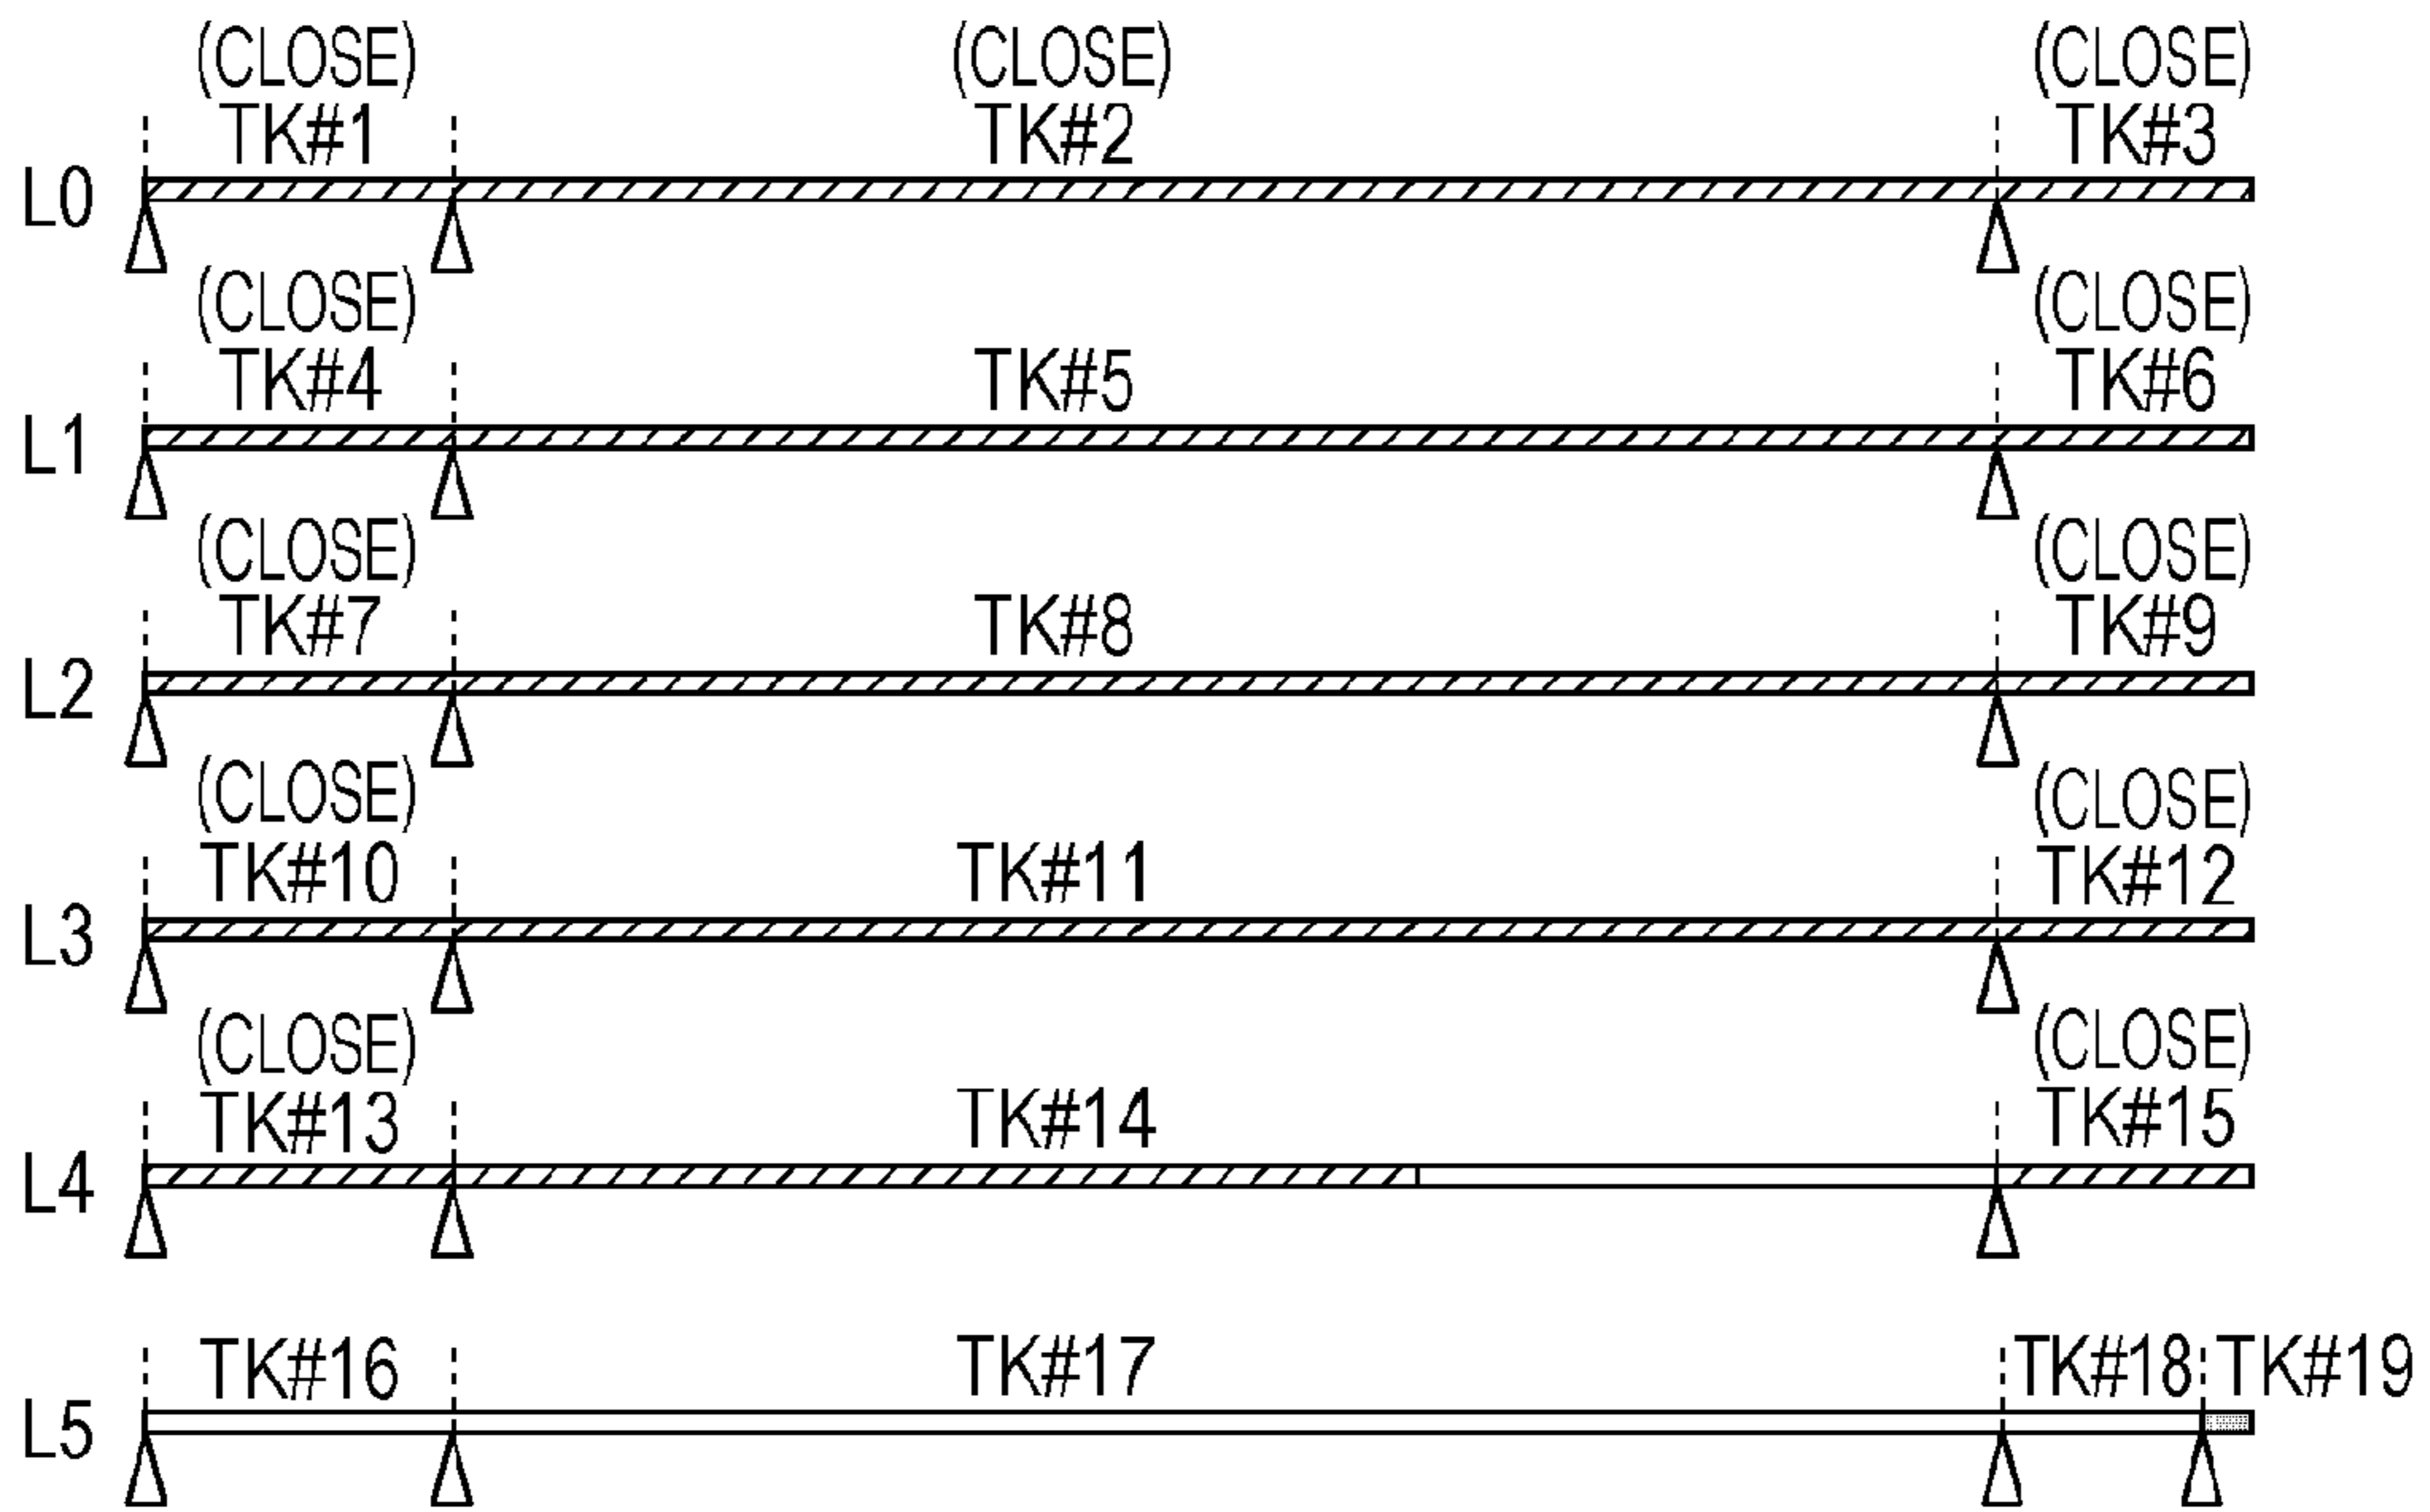 (CLOSE) (CLOSE) (CLOSE)
TK#1 TK#2 TK#3
L0
(CLOSE) (CLOSE)
TK#4 TK#5 TK#6
L1
(CLOSE) (CLOSE)
TK#7 TK#8 TK#9
L2
(CLOSE) (CLOSE)
TK#10 TK#11 TK#12
L3
(CLOSE) (CLOSE)
TK#13 TK#14 TK#15
L4
TK#16 TK#17 TK#18 TK#19
L5